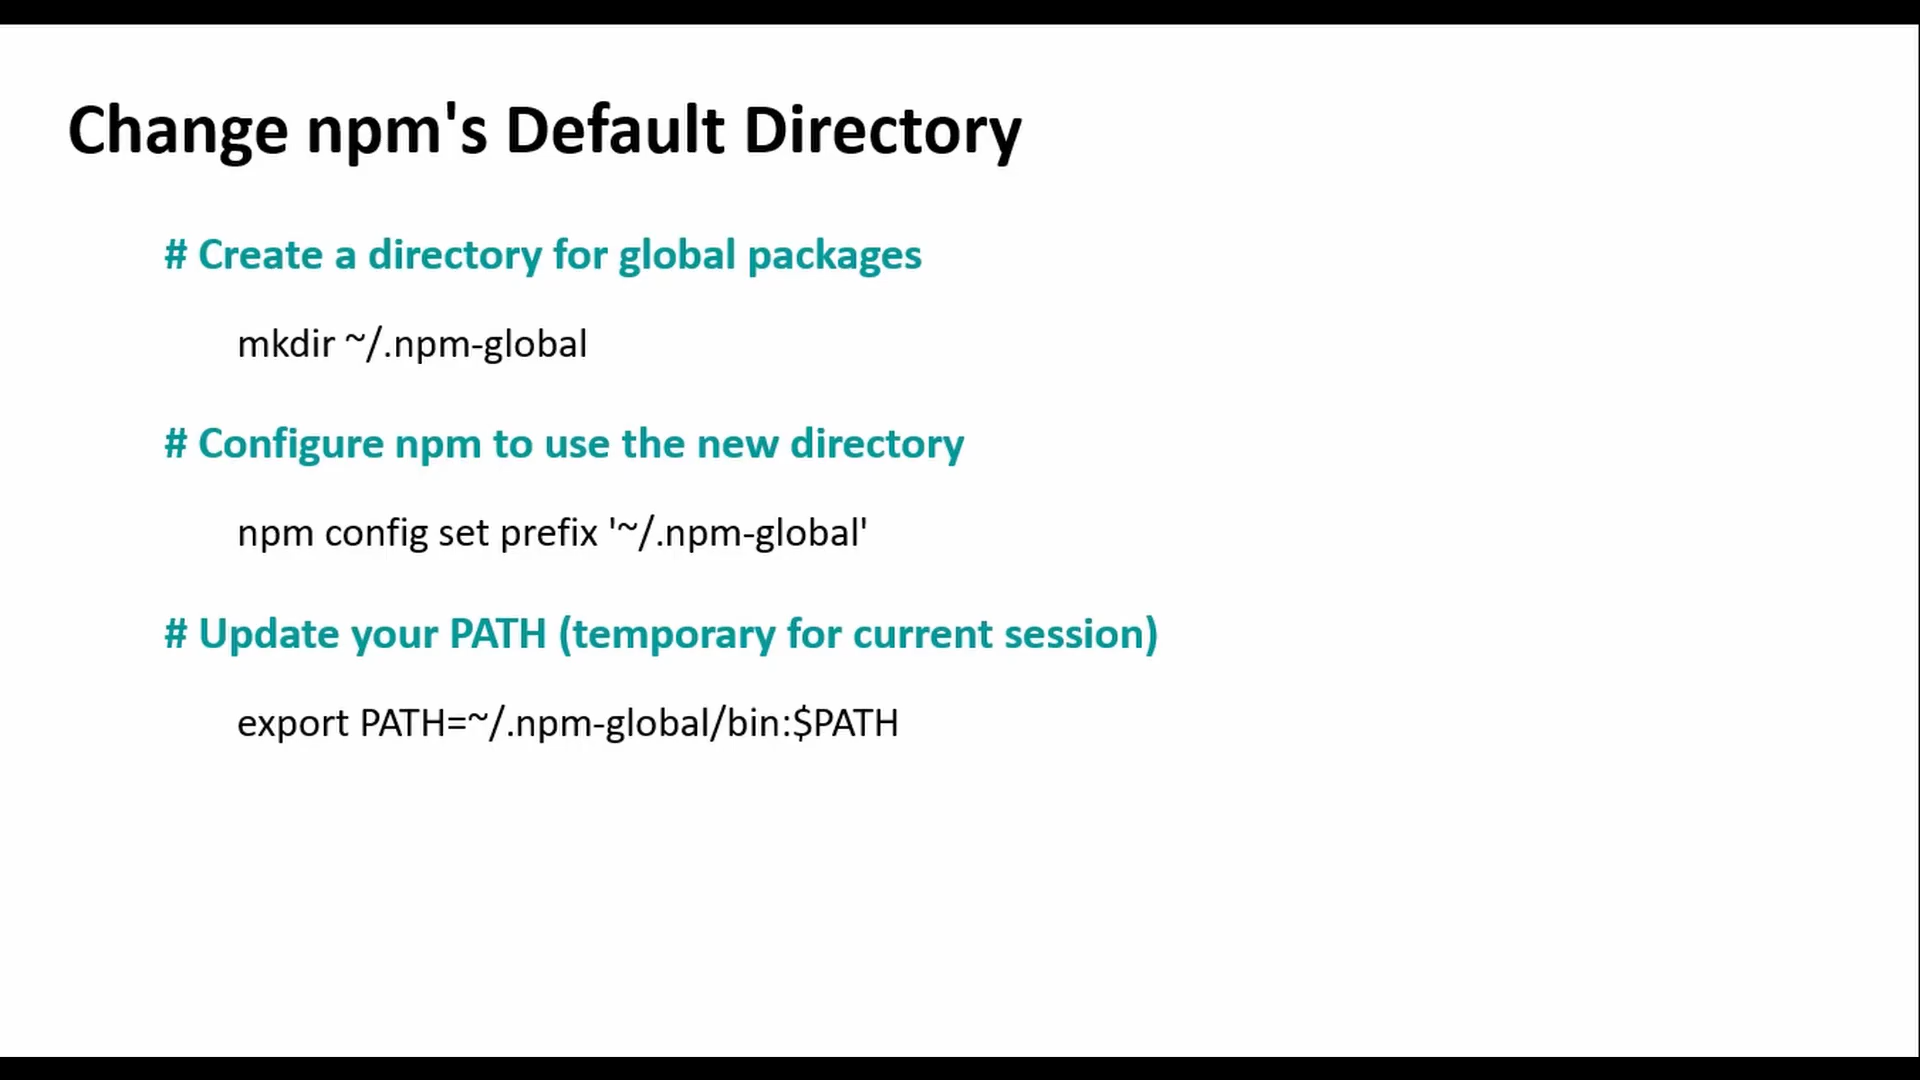 Change npm's Default Directory
# Create a directory for global packages
mkdir ~/.npm-global
# Configure npm to use the new directory
npm config set prefix '~/.npm-global'
# Update your PATH (temporary for current session)
export PATH=~/.npm-global/bin:$PATH